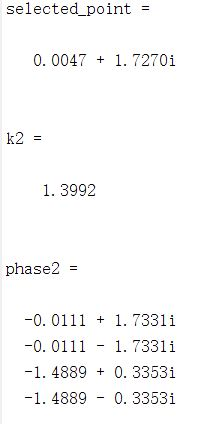 selected_point =
0.0047 + 1.7270i
k2 =
1.3992
phase2 =
-0.0111 + 1.7331i
-0.0111 - 1.7331i
-1.4889 + 0.3353i
-1.4889 - 0.3353i